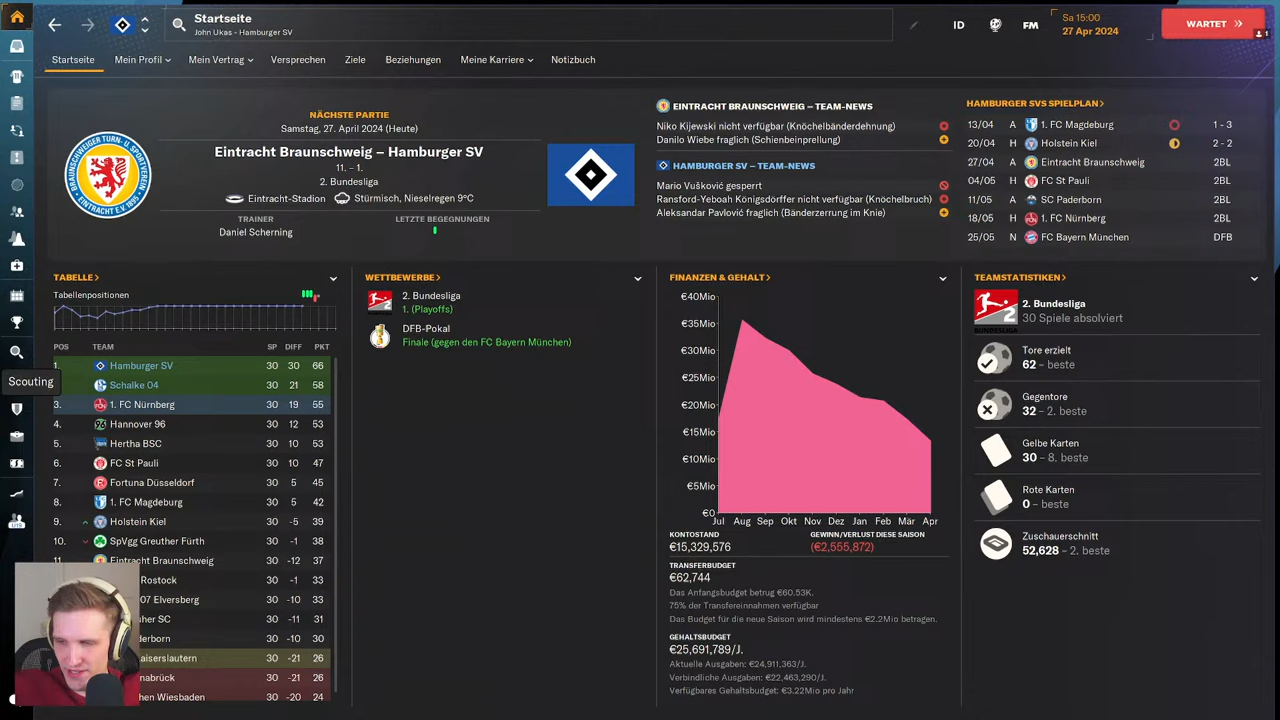 Startseite
John Ukas - Hamburger SV
ID
FM
Sa 15:00
27 Apr 2024
WARTET
1
Startseite
Mein Profil
Mein Vertrag
Versprechen
Ziele
Beziehungen
Meine Karriere
Notizbuch
NÄCHSTE PARTIE
Samstag, 27. April 2024 (Heute)
Eintracht Braunschweig – Hamburger SV
11. – 1.
2. Bundesliga
Eintracht-Stadion
Stürmisch, Nieselregen 9°C
TRAINER
Daniel Scherning
LETZTE BEGEGNUNGEN
EINTRACHT BRAUNSCHWEIG – TEAM-NEWS
Niko Kijewski nicht verfügbar (Knöchelbänderdehnung)
Danilo Wiebe fraglich (Schienbeinprellung)
HAMBURGER SV – TEAM-NEWS
Mario Vušković gesperrt
Ransford-Yeboah Königsdörffer nicht verfügbar (Knöchelbruch)
Aleksandar Pavlović fraglich (Bänderzerrung im Knie)
HAMBURGER SVS SPIELPLAN
13/04 A 1. FC Magdeburg 1 - 3
20/04 H Holstein Kiel 2 - 2
27/04 A Eintracht Braunschweig 2BL
04/05 H FC St Pauli 2BL
11/05 A SC Paderborn 2BL
18/05 H 1. FC Nürnberg 2BL
25/05 N FC Bayern München DFB
TABELLE
Tabellenpositionen
POS TEAM SP DIFF PKT
1. Hamburger SV 30 30 66
Schalke 04 30 21 58
3. 1. FC Nürnberg 30 19 55
4. Hannover 96 30 12 53
5. Hertha BSC 30 10 53
6. FC St Pauli 30 10 47
7. Fortuna Düsseldorf 30 5 45
8. 1. FC Magdeburg 30 5 42
9. Holstein Kiel 30 -5 39
10. SpVgg Greuther Fürth 30 -1 38
11. Eintracht Braunschweig 30 -12 37
Rostock 30 -1 33
07 Elversberg 30 -10 33
her SC 30 -11 31
derborn 30 -10 30
aiserslautern 30 -21 26
nabrück 30 -21 26
hen Wiesbaden 30 -20 24
Scouting
WETTBEWERBE
2. Bundesliga
1. (Playoffs)
DFB-Pokal
Finale (gegen den FC Bayern München)
FINANZEN & GEHALT
€40Mio
€35Mio
€30Mio
€25Mio
€20Mio
€15Mio
€10Mio
€5Mio
€0
Jul Aug Sep Okt Nov Dez Jan Feb Mär Apr
KONTOSTAND
€15,329,576
GEWINN/VERLUST DIESE SAISON
(€2,555,872)
TRANSFERBUDGET
€62,744
Das Anfangsbudget betrug €60.53K.
75% der Transfereinnahmen verfügbar
Das Budget für die neue Saison wird mindestens €2.2Mio betragen.
GEHALTSBUDGET
€25,691,789/J.
Aktuelle Ausgaben: €24,911,363/J.
Verbindliche Ausgaben: €22,463,290/J.
Verfügbares Gehaltsbudget: €3.22Mio pro Jahr
TEAMSTATISTIKEN
2. Bundesliga
30 Spiele absolviert
Tore erzielt
62 – beste
Gegentore
32 – 2. beste
Gelbe Karten
30 – 8. beste
Rote Karten
0 – beste
Zuschauerschnitt
52,628 – 2. beste